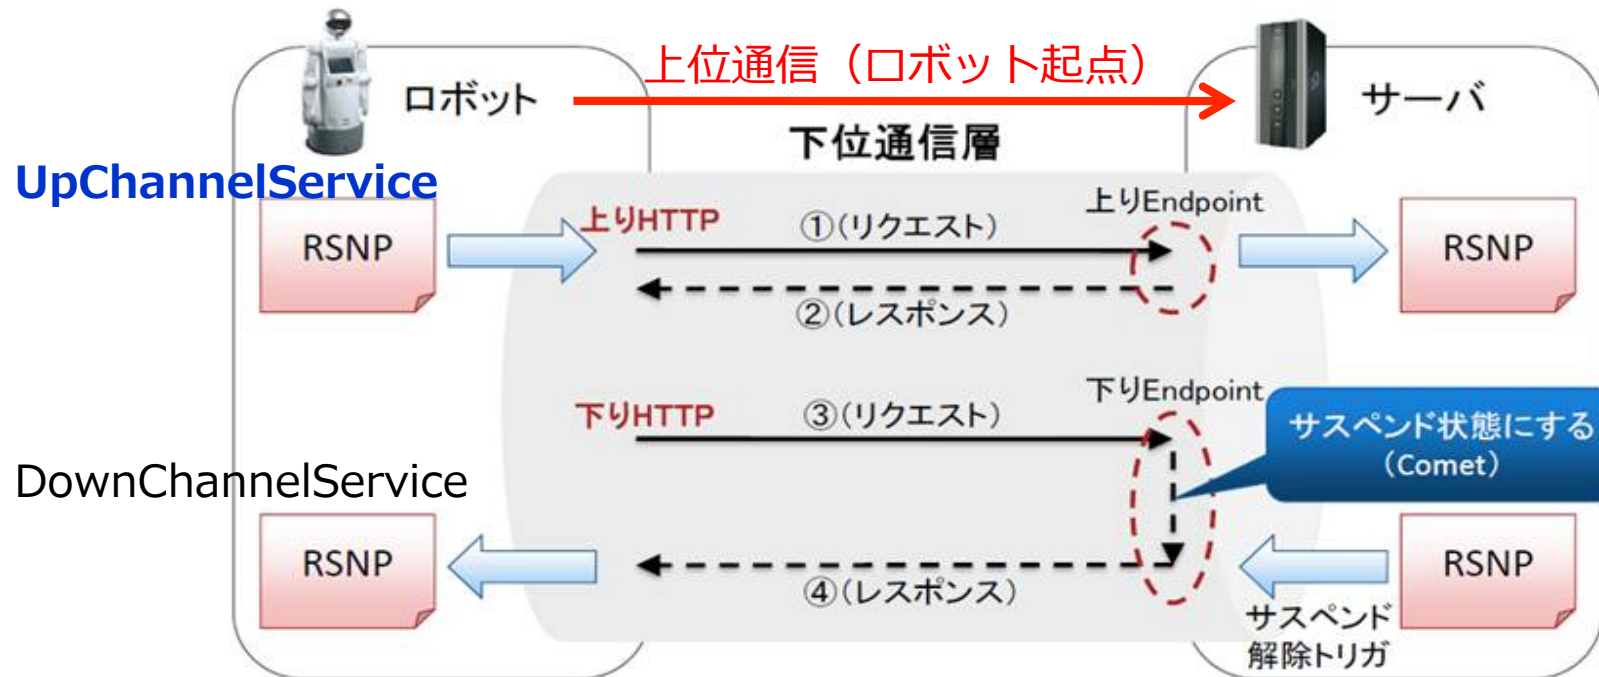 上位通信（ロボット起点）
ロボット
サーバ
下位通信層
UpChannelService
上りHTTP
①(リクエスト)
上りEndpoint
RSNP
RSNP
②(レスポンス)
下りHTTP
③(リクエスト)
下りEndpoint
サスペンド状態にする
(Comet)
DownChannelService
RSNP
RSNP
④(レスポンス)
サスペンド
解除トリガ